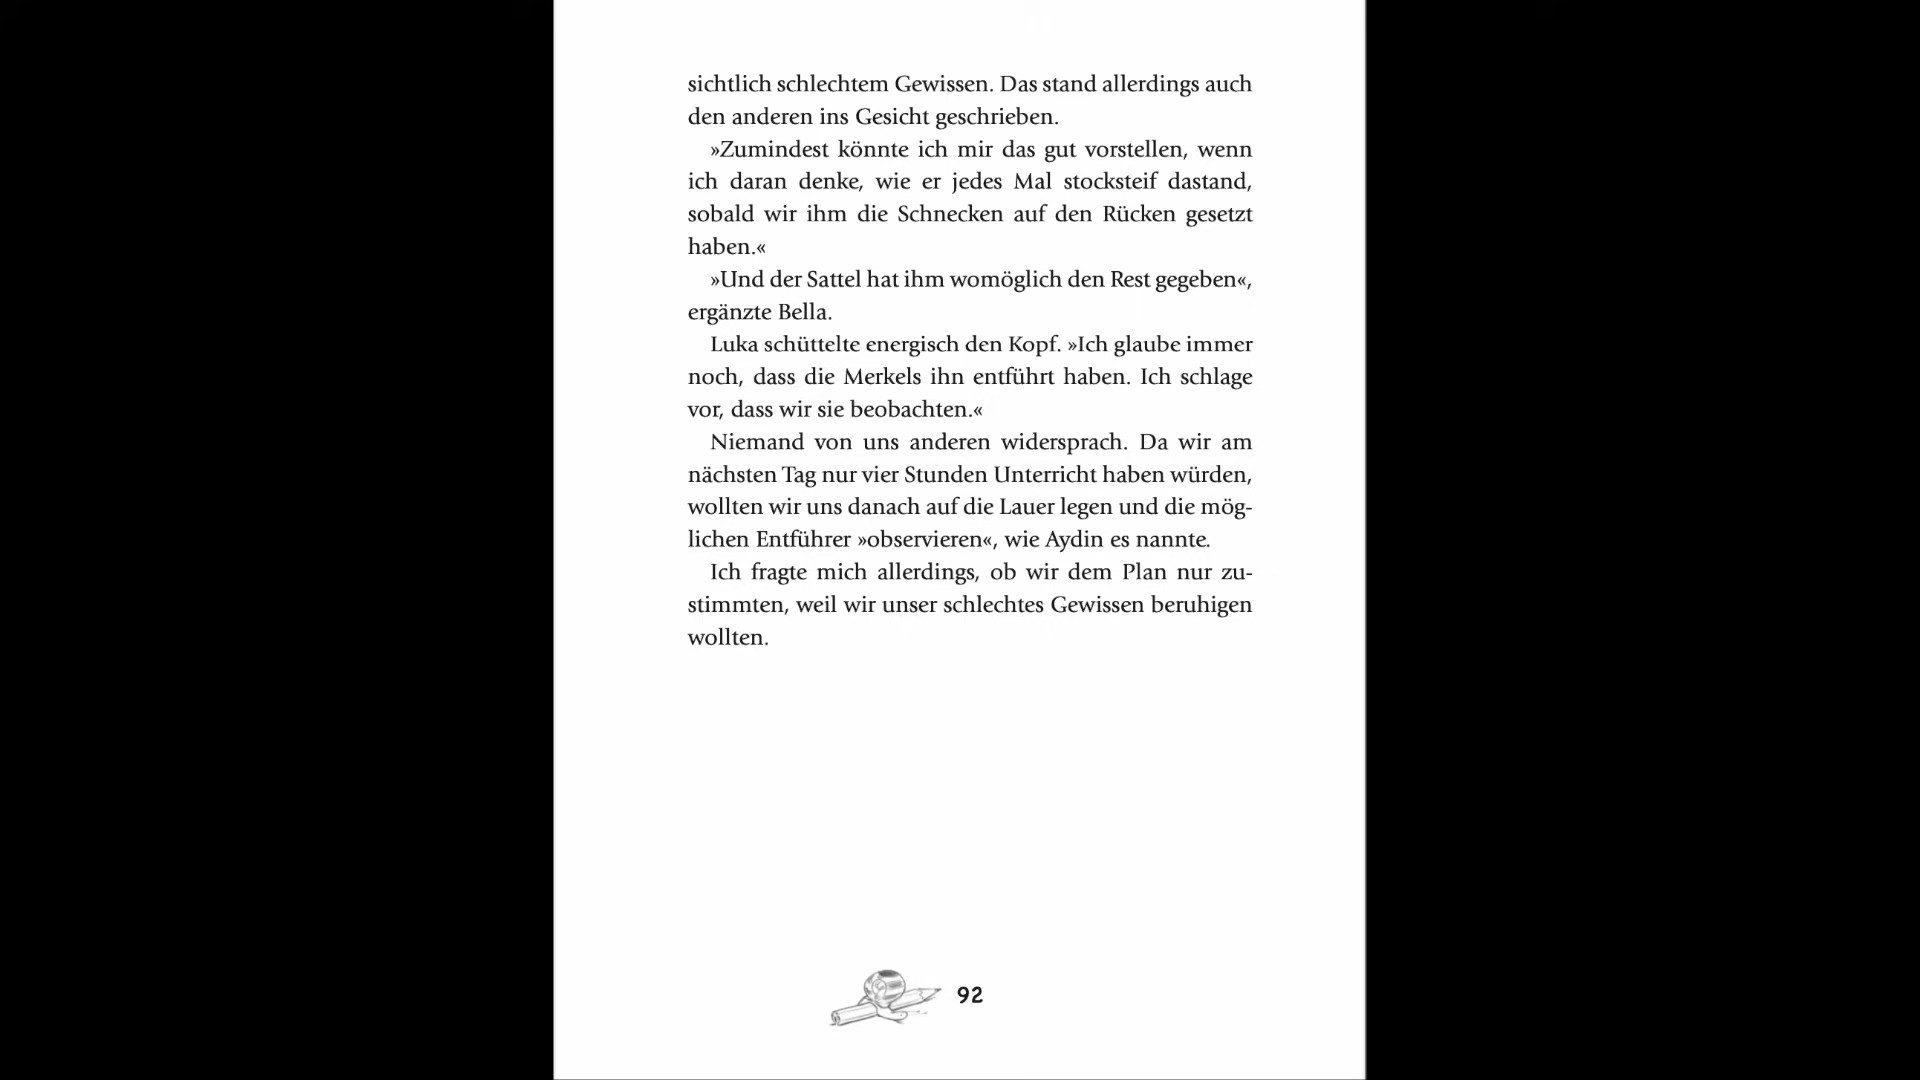 sichtlich schlechtem Gewissen. Das stand allerdings auch
den anderen ins Gesicht geschrieben.
»Zumindest könnte ich mir das gut vorstellen, wenn
ich daran denke, wie er jedes Mal stocksteif dastand,
sobald wir ihm die Schnecken auf den Rücken gesetzt
haben.«
»Und der Sattel hat ihm womöglich den Rest gegeben«,
ergänzte Bella.
Luka schüttelte energisch den Kopf. »Ich glaube immer
noch, dass die Merkels ihn entführt haben. Ich schlage
vor, dass wir sie beobachten.«
Niemand von uns anderen widersprach. Da wir am
nächsten Tag nur vier Stunden Unterricht haben würden,
wollten wir uns danach auf die Lauer legen und die mög-
lichen Entführer »observieren«, wie Aydin es nannte.
Ich fragte mich allerdings, ob wir dem Plan nur zu-
stimmten, weil wir unser schlechtes Gewissen beruhigen
wollten.
92